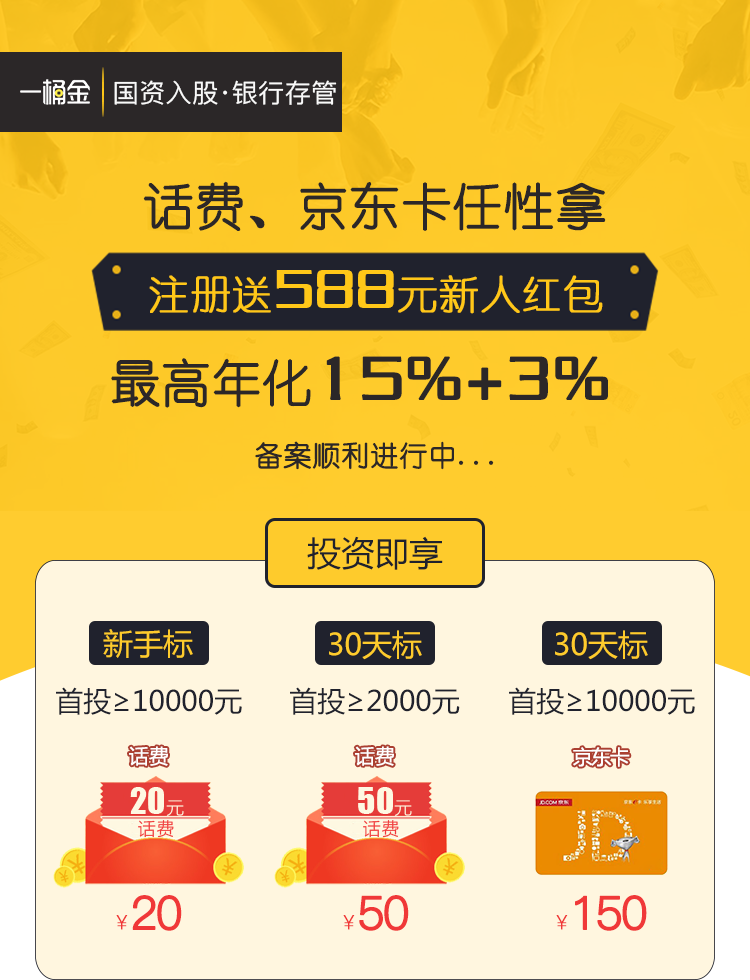 一桶金 国资入股·银行存管
话费、京东卡任性拿
注册送588元新人红包
最高年化15%+3%
备案顺利进行中...
投资即享
新手标 30天标 30天标
首投≥10000元 首投≥2000元 首投≥10000元
话费 话费 京东卡
20元 50元 JD.COM 京东
话费 话费 JD
¥20 ¥50 ¥150